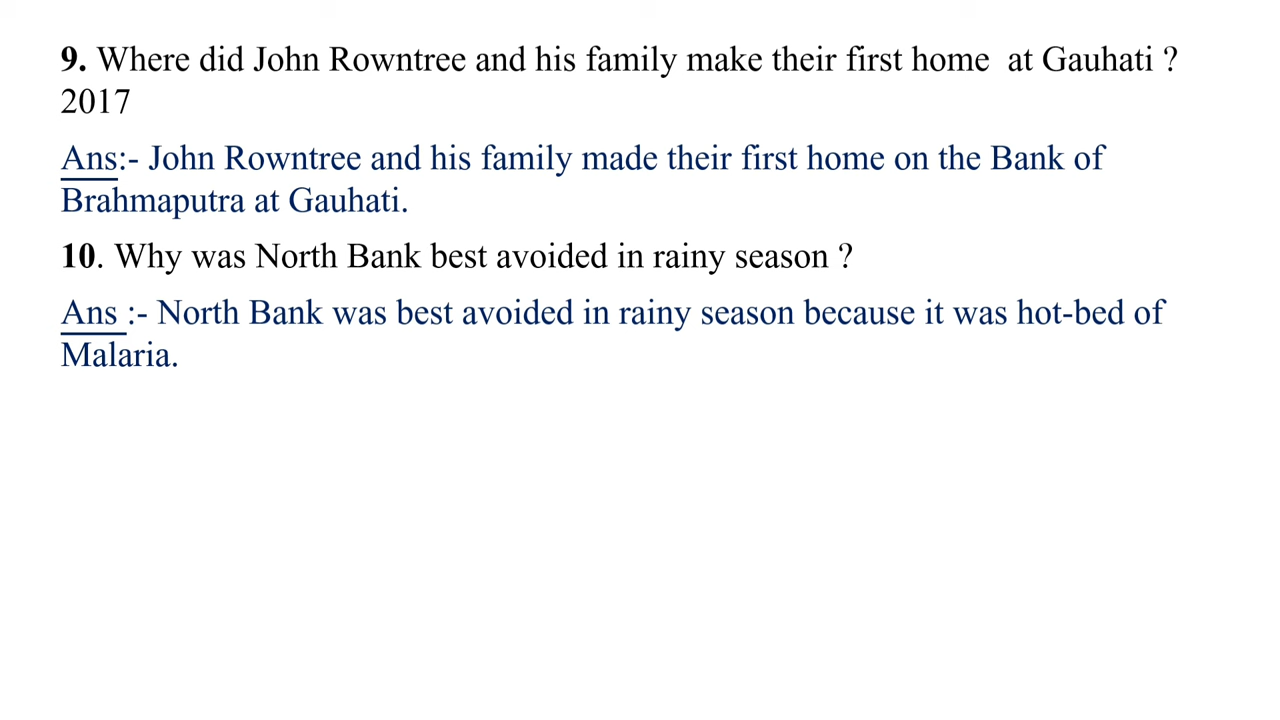 9. Where did John Rowntree and his family make their first home  at Gauhati ?
2017
Ans:- John Rowntree and his family made their first home on the Bank of
Brahmaputra at Gauhati.
10. Why was North Bank best avoided in rainy season ?
Ans :- North Bank was best avoided in rainy season because it was hot-bed of
Malaria.